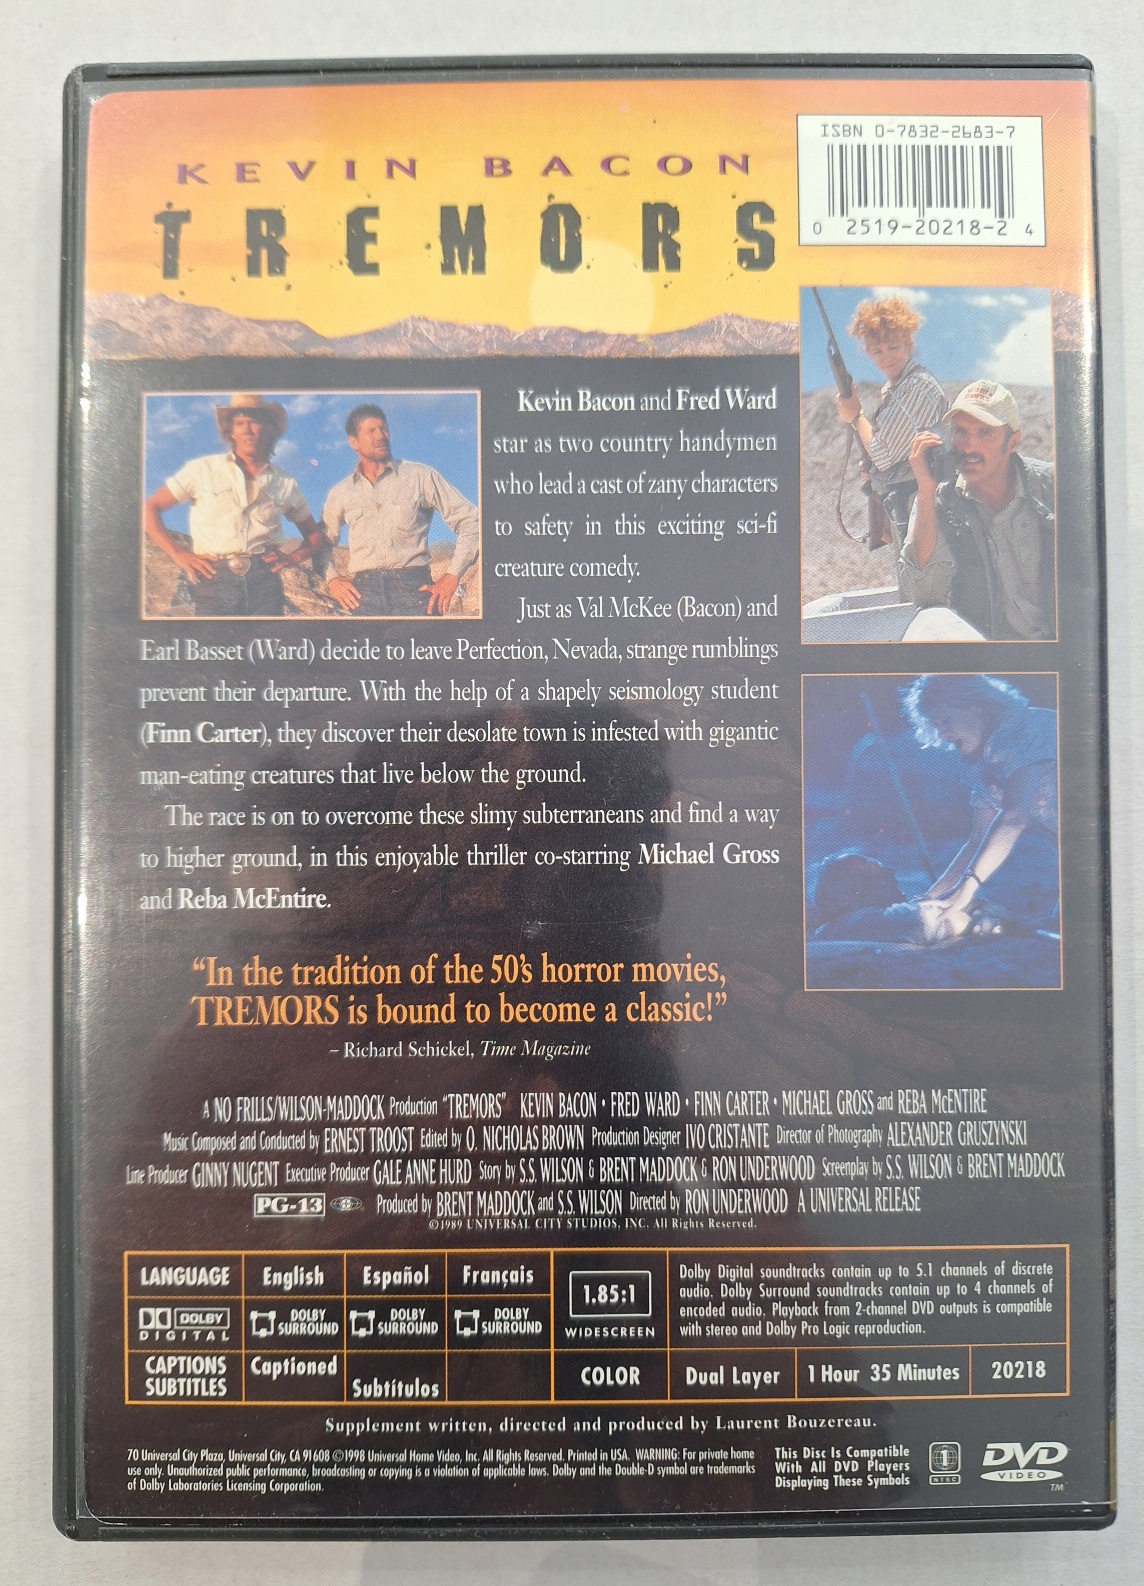 ISBN 0-7832-2683-7
0 2519-20218-2 4
KEVIN BACON
TREMORS
Kevin Bacon and Fred Ward
star as two country handymen
who lead a cast of zany characters
to safety in this exciting sci-fi
creature comedy.
Just as Val McKee (Bacon) and
Earl Basset (Ward) decide to leave Perfection, Nevada, strange rumblings
prevent their departure. With the help of a shapely seismology student
(Finn Carter), they discover their desolate town is infested with gigantic
man-eating creatures that live below the ground.
The race is on to overcome these slimy subterraneans and find a way
to higher ground, in this enjoyable thriller co-starring Michael Gross
and Reba McEntire.
“In the tradition of the 50’s horror movies,
TREMORS is bound to become a classic!”
– Richard Schickel, Time Magazine
A NO FRILLS/WILSON-MADDOCK Production “TREMORS” KEVIN BACON • FRED WARD • FINN CARTER • MICHAEL GROSS and REBA McENTIRE
Music Composed and Conducted by ERNEST TROOST Edited by O. NICHOLAS BROWN Production Designer IVO CRISTANTE Director of Photography ALEXANDER GRUSZYNSKI
Line Producer GINNY NUGENT Executive Producer GALE ANNE HURD Story by S.S. WILSON & BRENT MADDOCK & RON UNDERWOOD Screenplay by S.S. WILSON & BRENT MADDOCK
PG-13 Produced by BRENT MADDOCK and S.S. WILSON Directed by RON UNDERWOOD A UNIVERSAL RELEASE
©1989 UNIVERSAL CITY STUDIOS, INC. All Rights Reserved.
LANGUAGE English Español Français
DOLBY DIGITAL DOLBY SURROUND DOLBY SURROUND DOLBY SURROUND
CAPTIONS SUBTITLES Captioned Subtítulos
1.85:1
WIDESCREEN
Dolby Digital soundtracks contain up to 5.1 channels of discrete
audio. Dolby Surround soundtracks contain up to 4 channels of
encoded audio. Playback from 2-channel DVD outputs is compatible
with stereo and Dolby Pro Logic reproduction.
COLOR Dual Layer 1 Hour 35 Minutes 20218
Supplement written, directed and produced by Laurent Bouzereau.
70 Universal City Plaza, Universal City, CA 91608 ©1998 Universal Home Video, Inc. All Rights Reserved. Printed in USA. WARNING: For private home
use only. Unauthorized public performance, broadcasting or copying is a violation of applicable laws. Dolby and the Double-D symbol are trademarks
of Dolby Laboratories Licensing Corporation.
This Disc Is Compatible
With All DVD Players
Displaying These Symbols
1
NTSC
DVD
VIDEO
TM